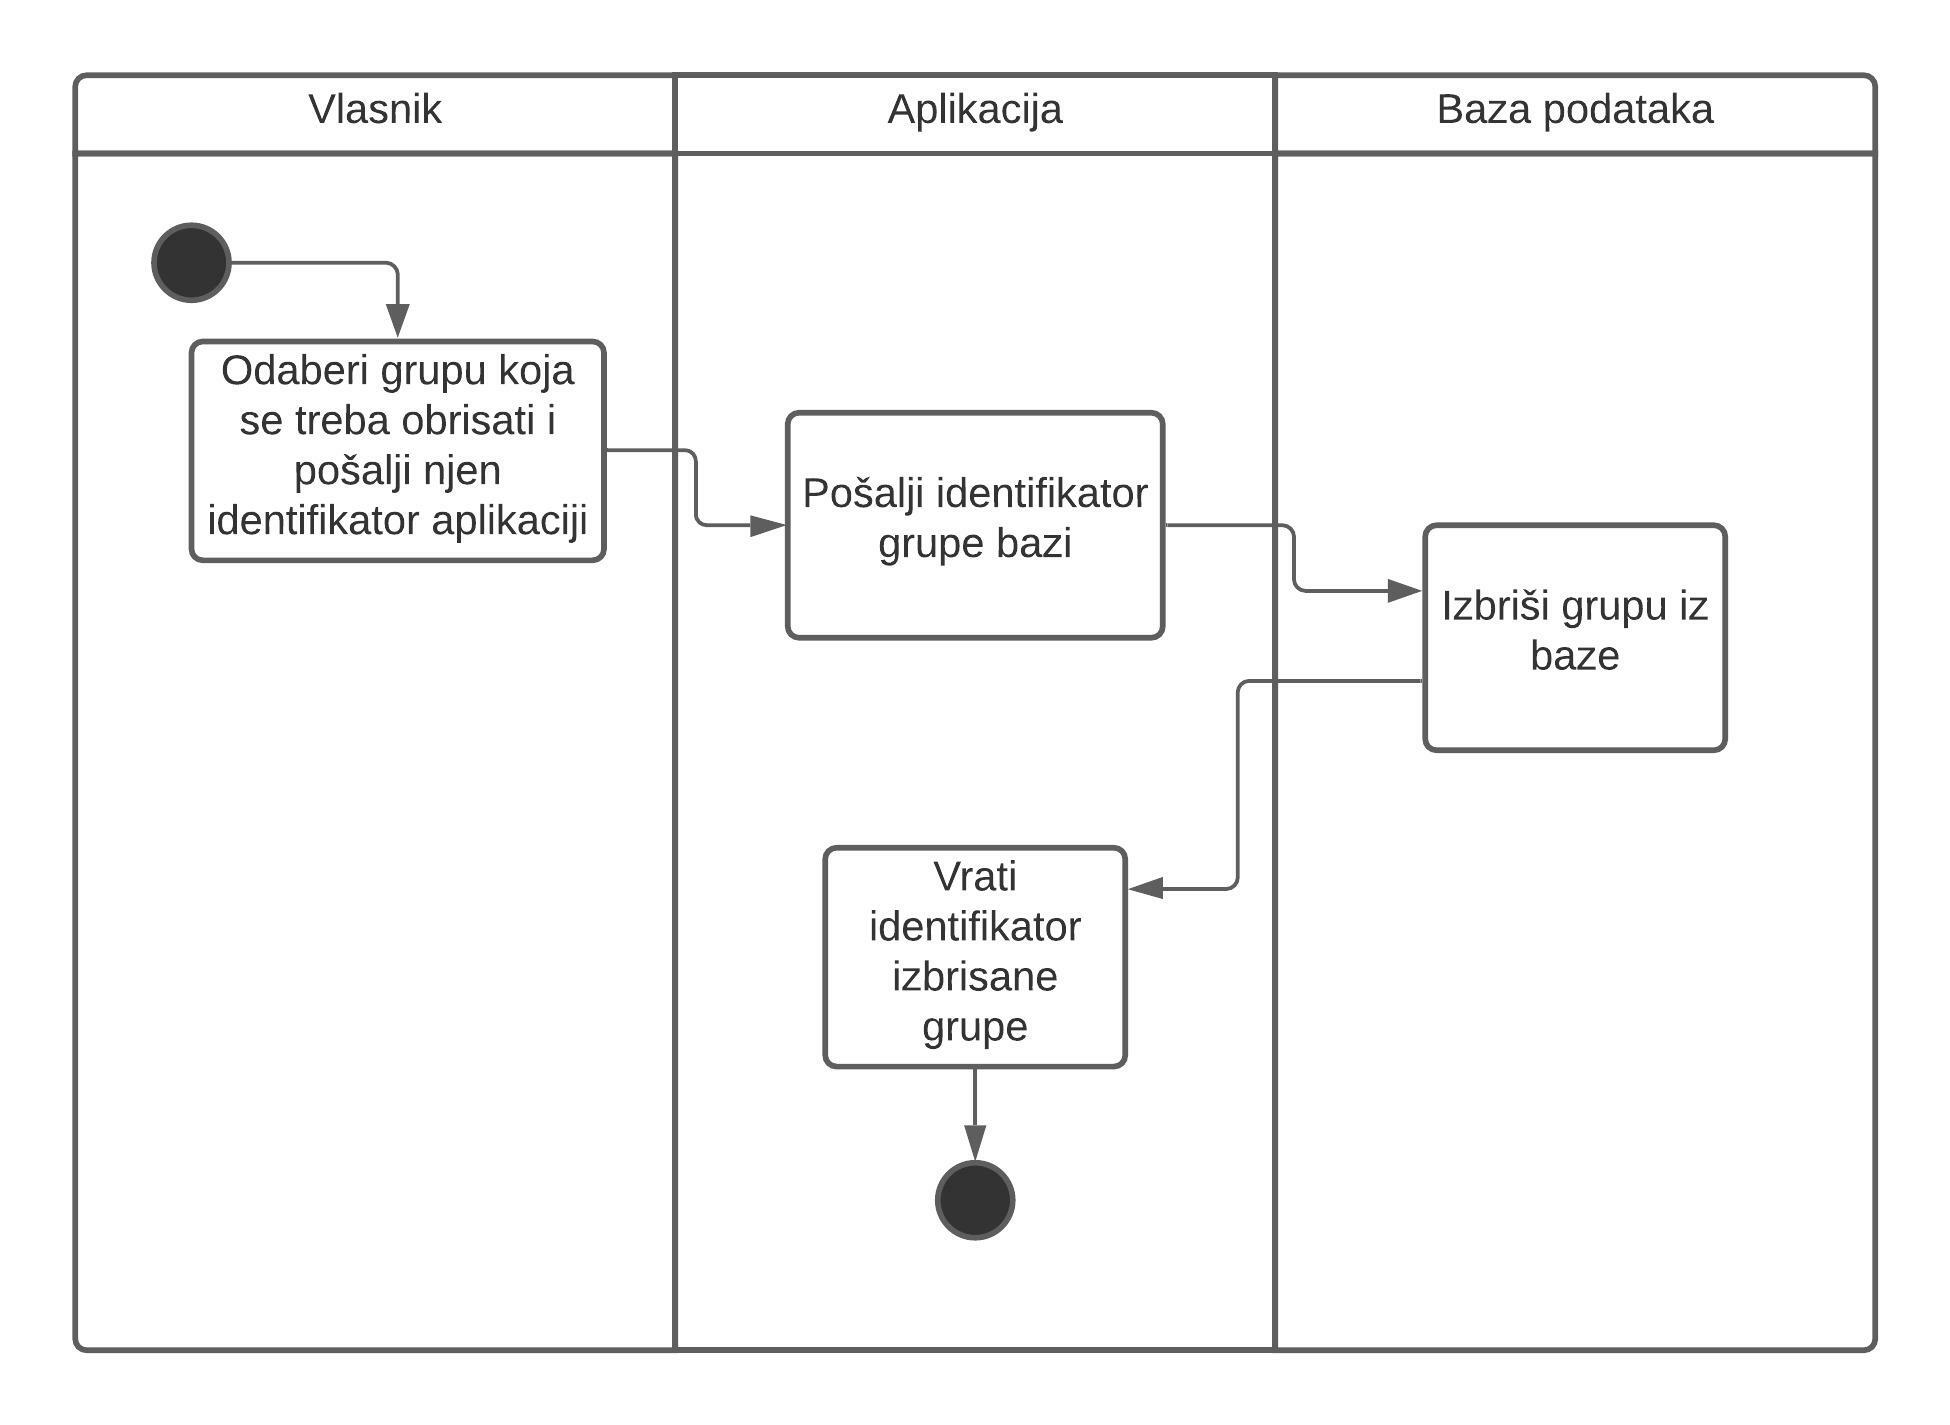 Vlasnik
Aplikacija
Baza podataka
Odaberi grupu koja
se treba obrisati i
pošalji njen
identifikator aplikaciji
Pošalji identifikator
grupe bazi
Izbriši grupu iz
baze
Vrati
identifikator
izbrisane
grupe